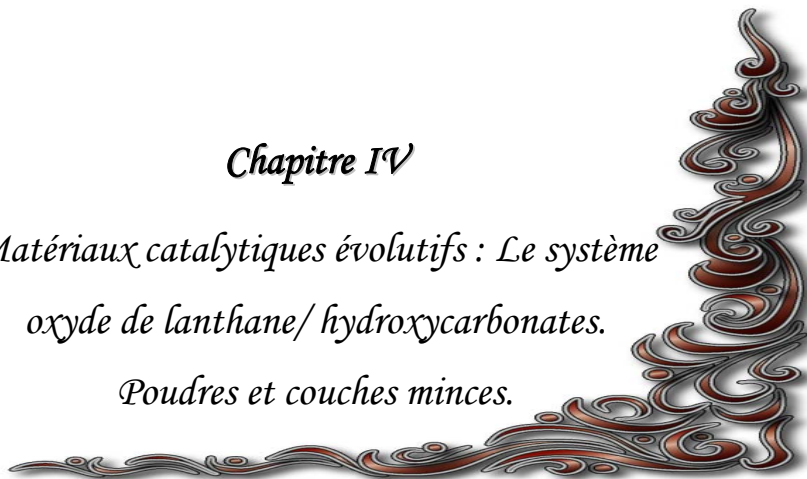 Chapitre IV
Matériaux catalytiques évolutifs : Le système
oxyde de lanthane/ hydroxycarbonates.
Poudres et couches minces.